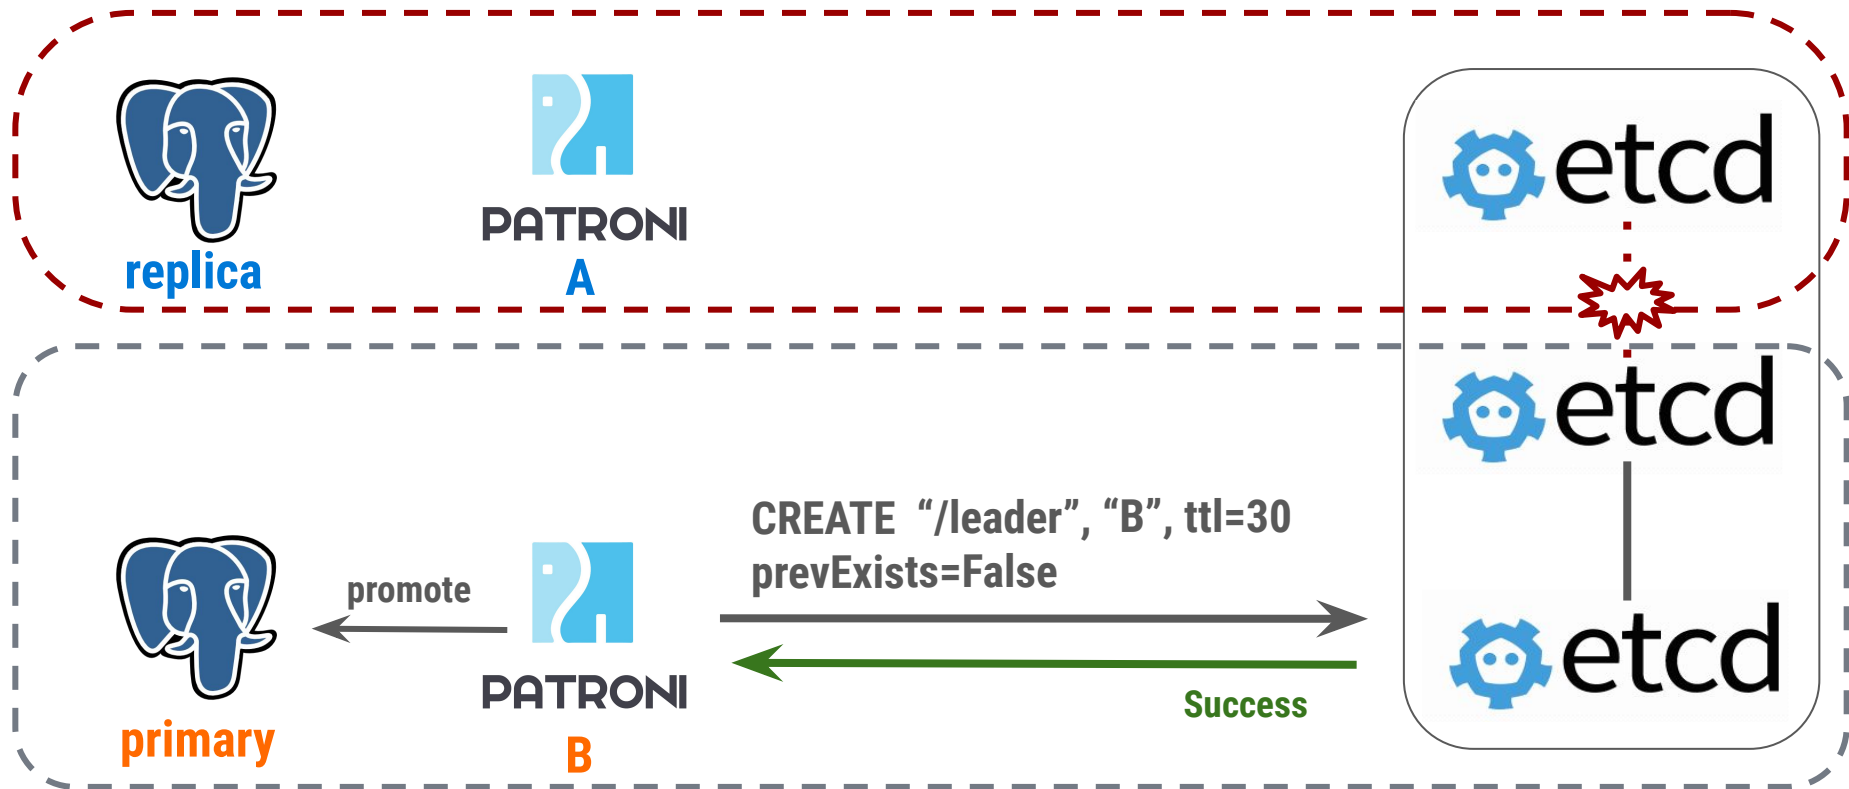 etcd
PATRONI
replica
A
etcd
CREATE “/leader”, “B”, ttl=30
prevExists=False
promote
etcd
Success
PATRONI
primary
B